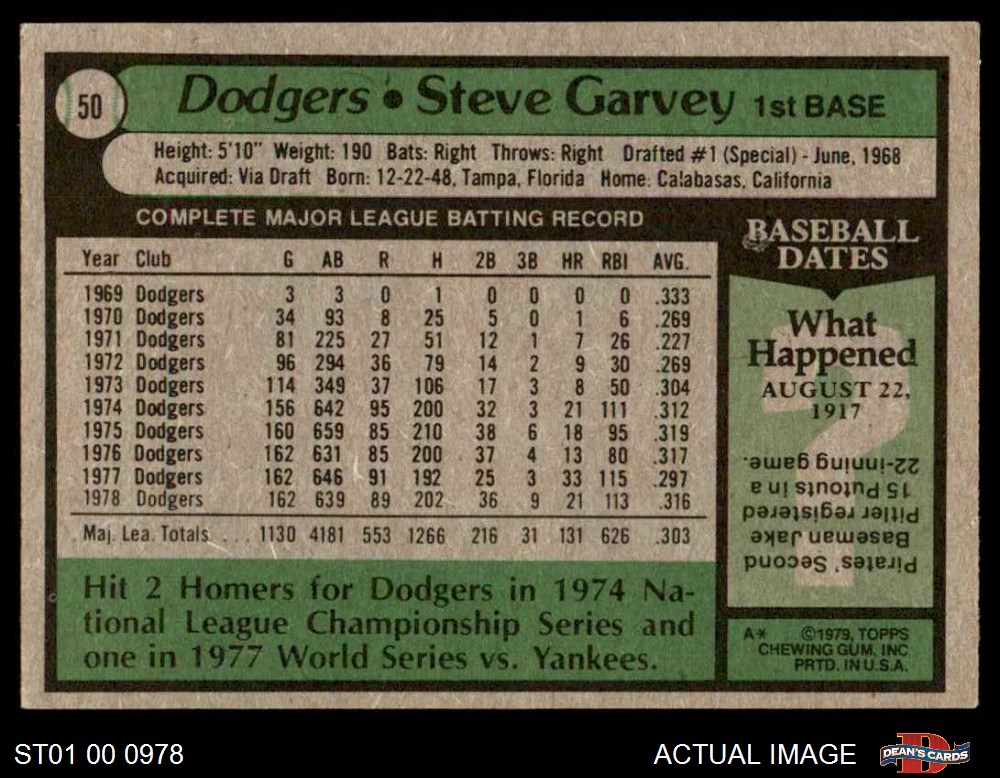 50 Dodgers • Steve Garvey 1st BASE
Height: 5'10" Weight: 190 Bats: Right Throws: Right Drafted #1 (Special) - June, 1968
Acquired: Via Draft Born: 12-22-48, Tampa, Florida Home: Calabasas, California
COMPLETE MAJOR LEAGUE BATTING RECORD
Year Club G AB R H 2B 3B HR RBI AVG.
1969 Dodgers 3 3 0 1 0 0 0 0 .333
1970 Dodgers 34 93 8 25 5 0 1 6 .269
1971 Dodgers 81 225 27 51 12 1 7 26 .227
1972 Dodgers 96 294 36 79 14 2 9 30 .269
1973 Dodgers 114 349 37 106 17 3 8 50 .304
1974 Dodgers 156 642 95 200 32 3 21 111 .312
1975 Dodgers 160 659 85 210 38 6 18 95 .319
1976 Dodgers 162 631 85 200 37 4 13 80 .317
1977 Dodgers 162 646 91 192 25 3 33 115 .297
1978 Dodgers 162 639 89 202 36 9 21 113 .316
Maj. Lea. Totals. . . . 1130 4181 553 1266 216 31 131 626 .303
Hit 2 Homers for Dodgers in 1974 Na-
tional League Championship Series and
one in 1977 World Series vs. Yankees.
BASEBALL
DATES
What
Happened
AUGUST 22,
1917
?
Pirates' Second
Baseman Jake
Pitler registered
15 Putouts in a
22-inning game.
A* ©1979, TOPPS
CHEWING GUM, INC
PRTD. IN U.S.A.
ST01 00 0978
ACTUAL IMAGE
D
DEAN'S CARDS